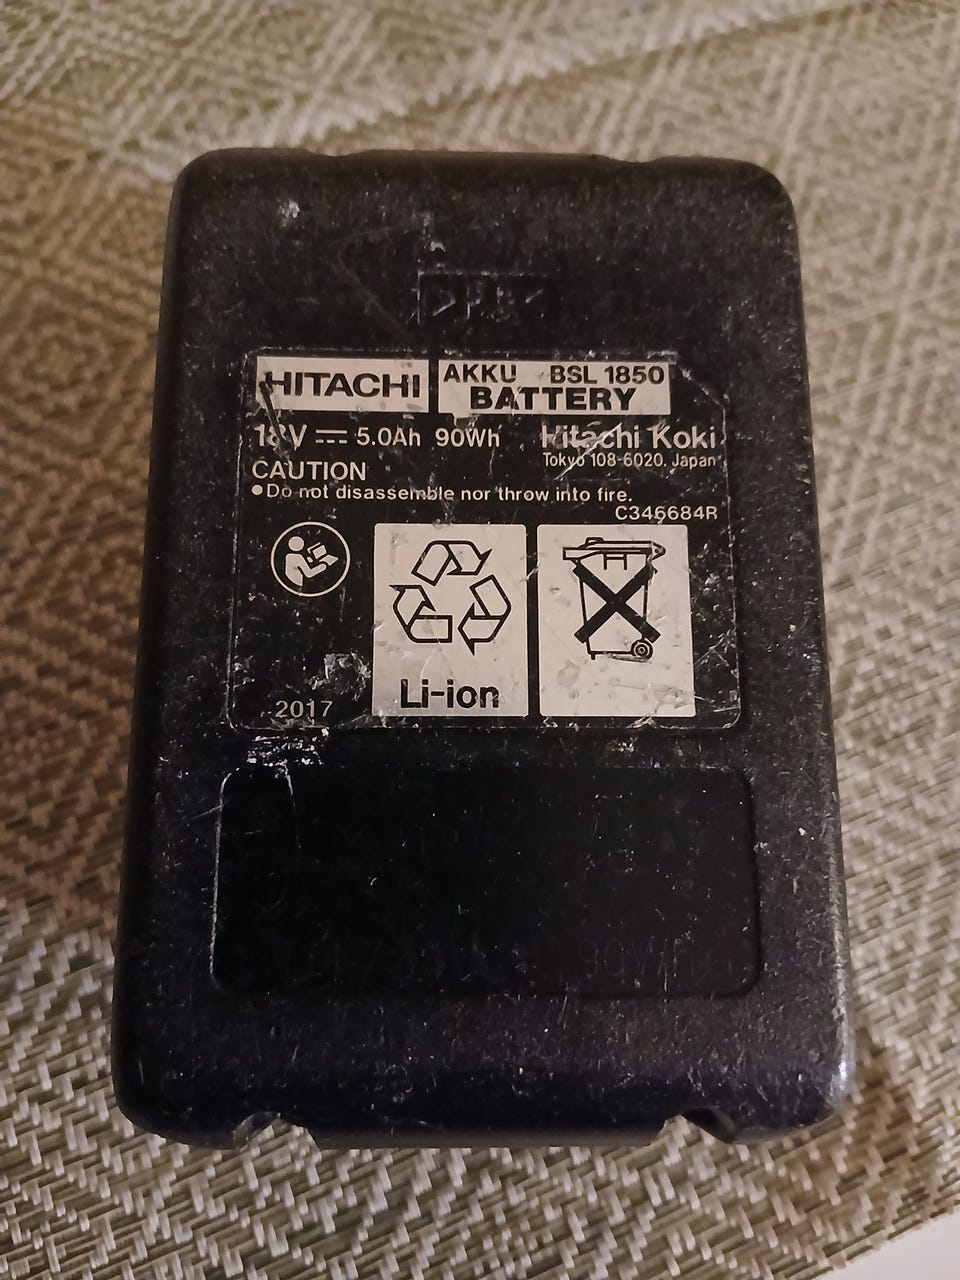 HITACHI
AKKU BSL 1850
BATTERY
18V 5.0Ah 90Wh
Hitachi Koki
Tokyo 108-6020. Japan
CAUTION
●Do not disassemble nor throw into fire.
C346684R
Li-ion
2017